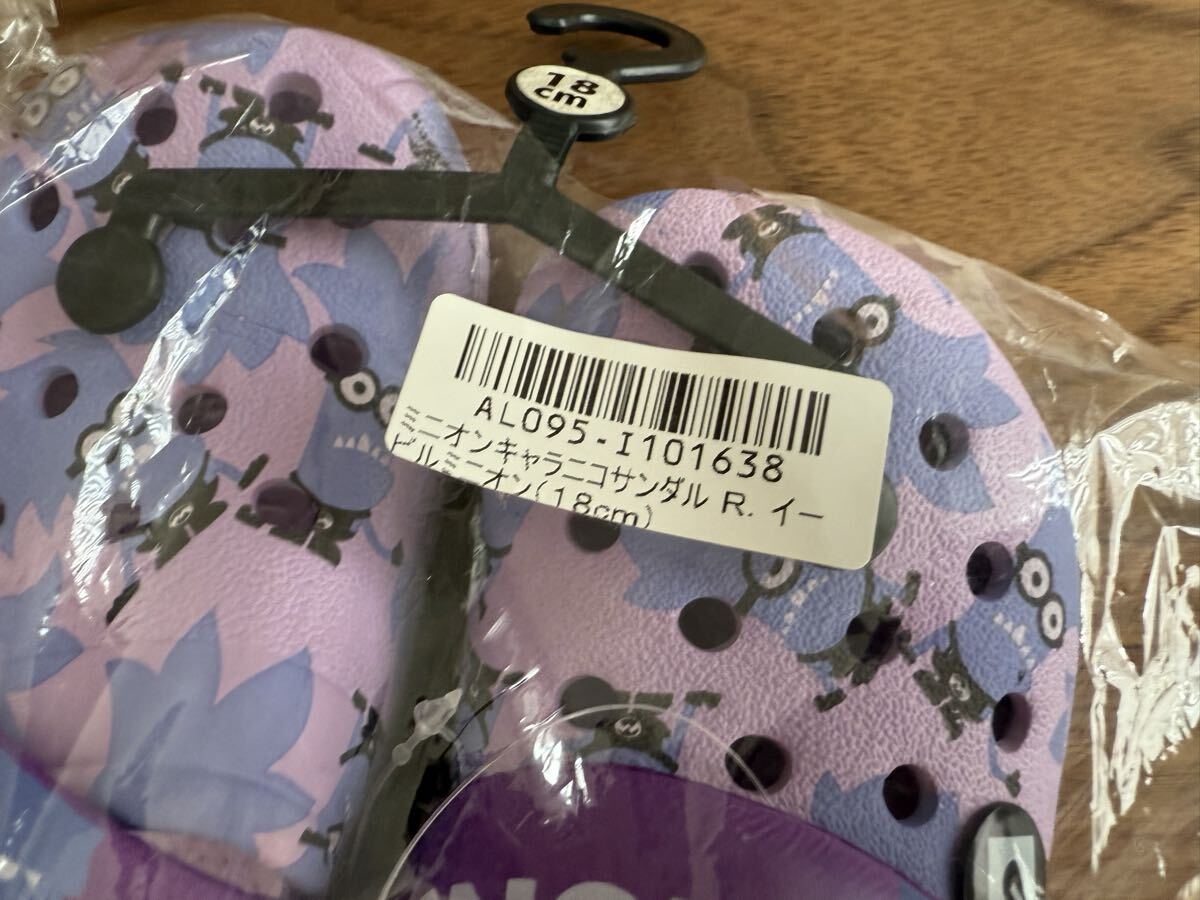 18
cm
AL095-I101638
ミニオンキャラニコサンダル R. イー
ビルミニオン(18cm)